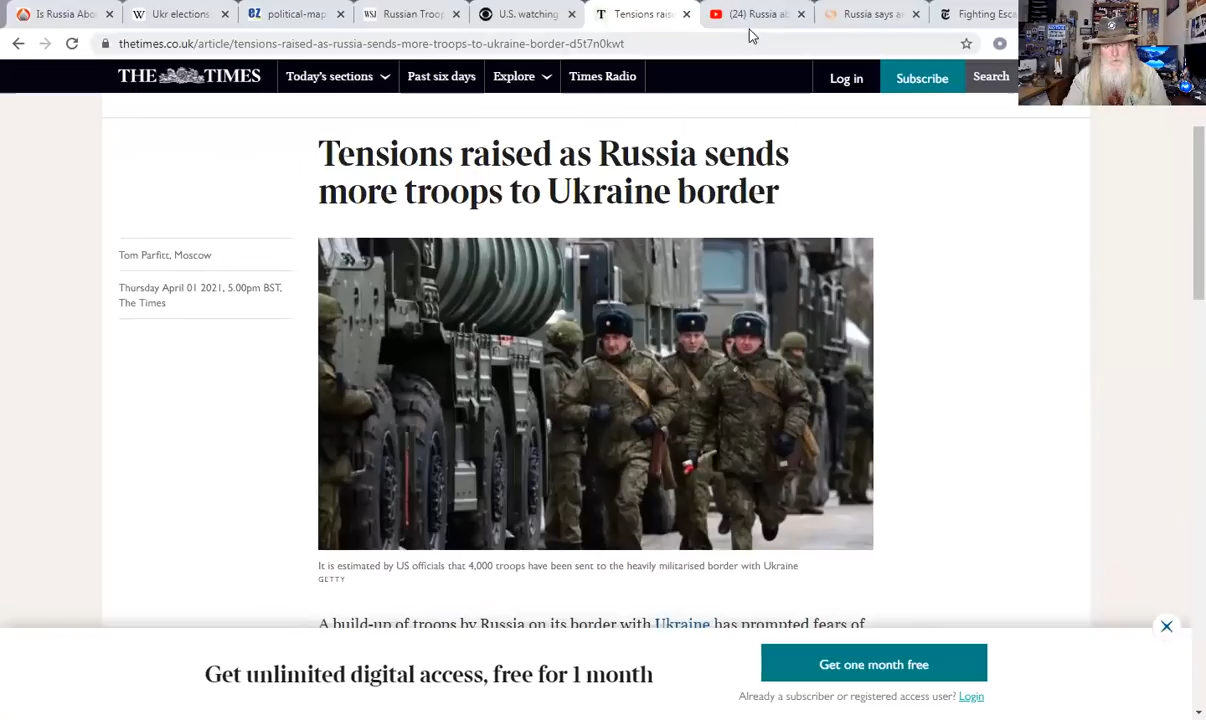 Is Russia Abo
Ukr elections
political-map
Russian Troo
U.S. watching
Tensions rais
(24) Russia ab
Russia says a
Fighting Esca
thetimes.co.uk/article/tensions-raised-as-russia-sends-more-troops-to-ukraine-border-d5t7n0kwt
THE TIMES
Today's sections
Past six days
Explore
Times Radio
Log in
Subscribe
Search
Tensions raised as Russia sends
more troops to Ukraine border
Tom Parfitt, Moscow
Thursday April 01 2021, 5.00pm BST,
The Times
It is estimated by US officials that 4,000 troops have been sent to the heavily militarised border with Ukraine
GETTY
A build-up of troops by Russia on its border with Ukraine has prompted fears of
Get unlimited digital access, free for 1 month
Get one month free
Already a subscriber or registered access user? Login